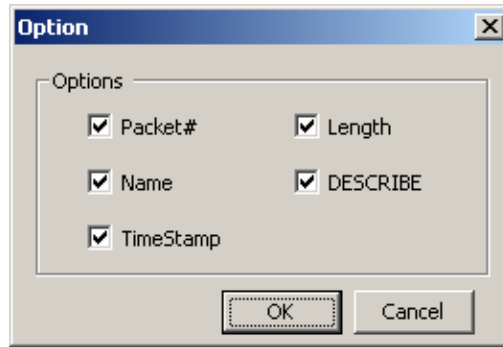 Option
Options
Packet# Length
Name DESCRIBE
TimeStamp
OK Cancel